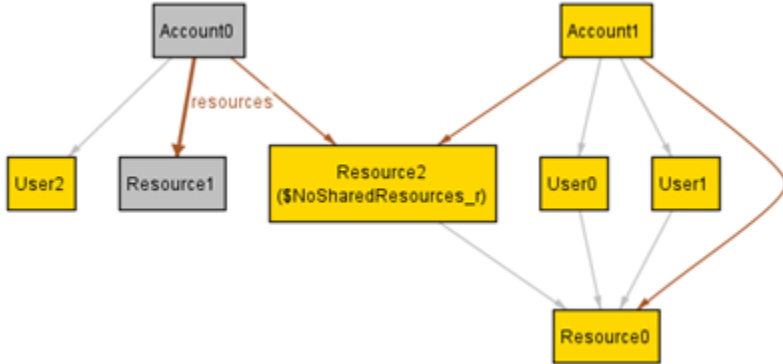 Account0
Account1
resources
User2
Resource1
Resource2
($NoSharedResources_r)
User0
User1
Resource0